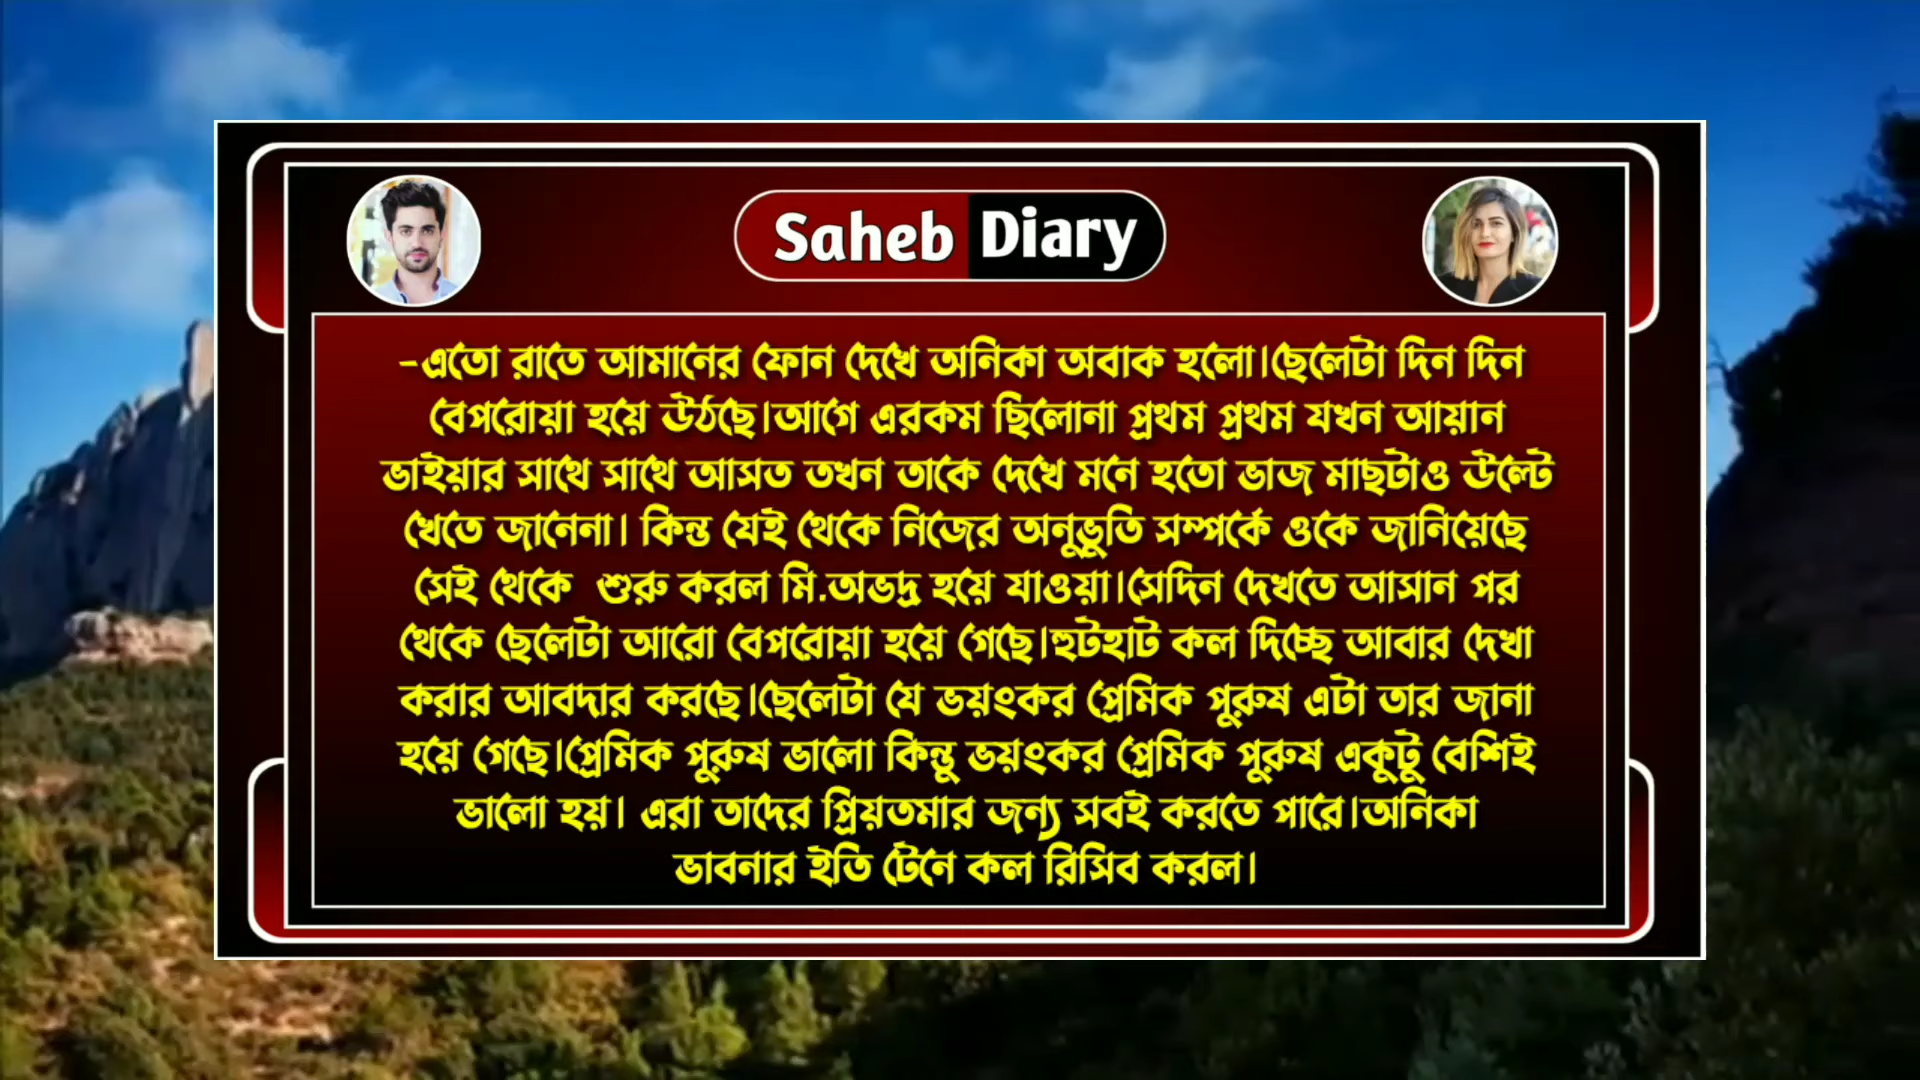 Saheb Diary
-এতো রাতে আমানের ফোন দেখে অনিকা অবাক হলো।ছেলেটা দিন দিন
বেপরোয়া হয়ে উঠছে।আগে এরকম ছিলোনা প্রথম প্রথম যখন আয়ান
ভাইয়ার সাথে সাথে আসত তখন তাকে দেখে মনে হতো ভাজ মাছটাও উল্টে
খেতে জানেনা। কিন্ত যেই থেকে নিজের অনুভুতি সম্পর্কে ওকে জানিয়েছে
সেই থেকে  শুরু করল মি.অভদ্র হয়ে যাওয়া।সেদিন দেখতে আসান পর
থেকে ছেলেটা আরো বেপরোয়া হয়ে গেছে।হুটহাট কল দিচ্ছে আবার দেখা
করার আবদার করছে।ছেলেটা যে ভয়ংকর প্রেমিক পুরুষ এটা তার জানা
হয়ে গেছে।প্রেমিক পুরুষ ভালো কিন্তু ভয়ংকর প্রেমিক পুরুষ একুটু বেশিই
ভালো হয়। এরা তাদের প্রিয়তমার জন্য সবই করতে পারে।অনিকা
ভাবনার ইতি টেনে কল রিসিব করল।